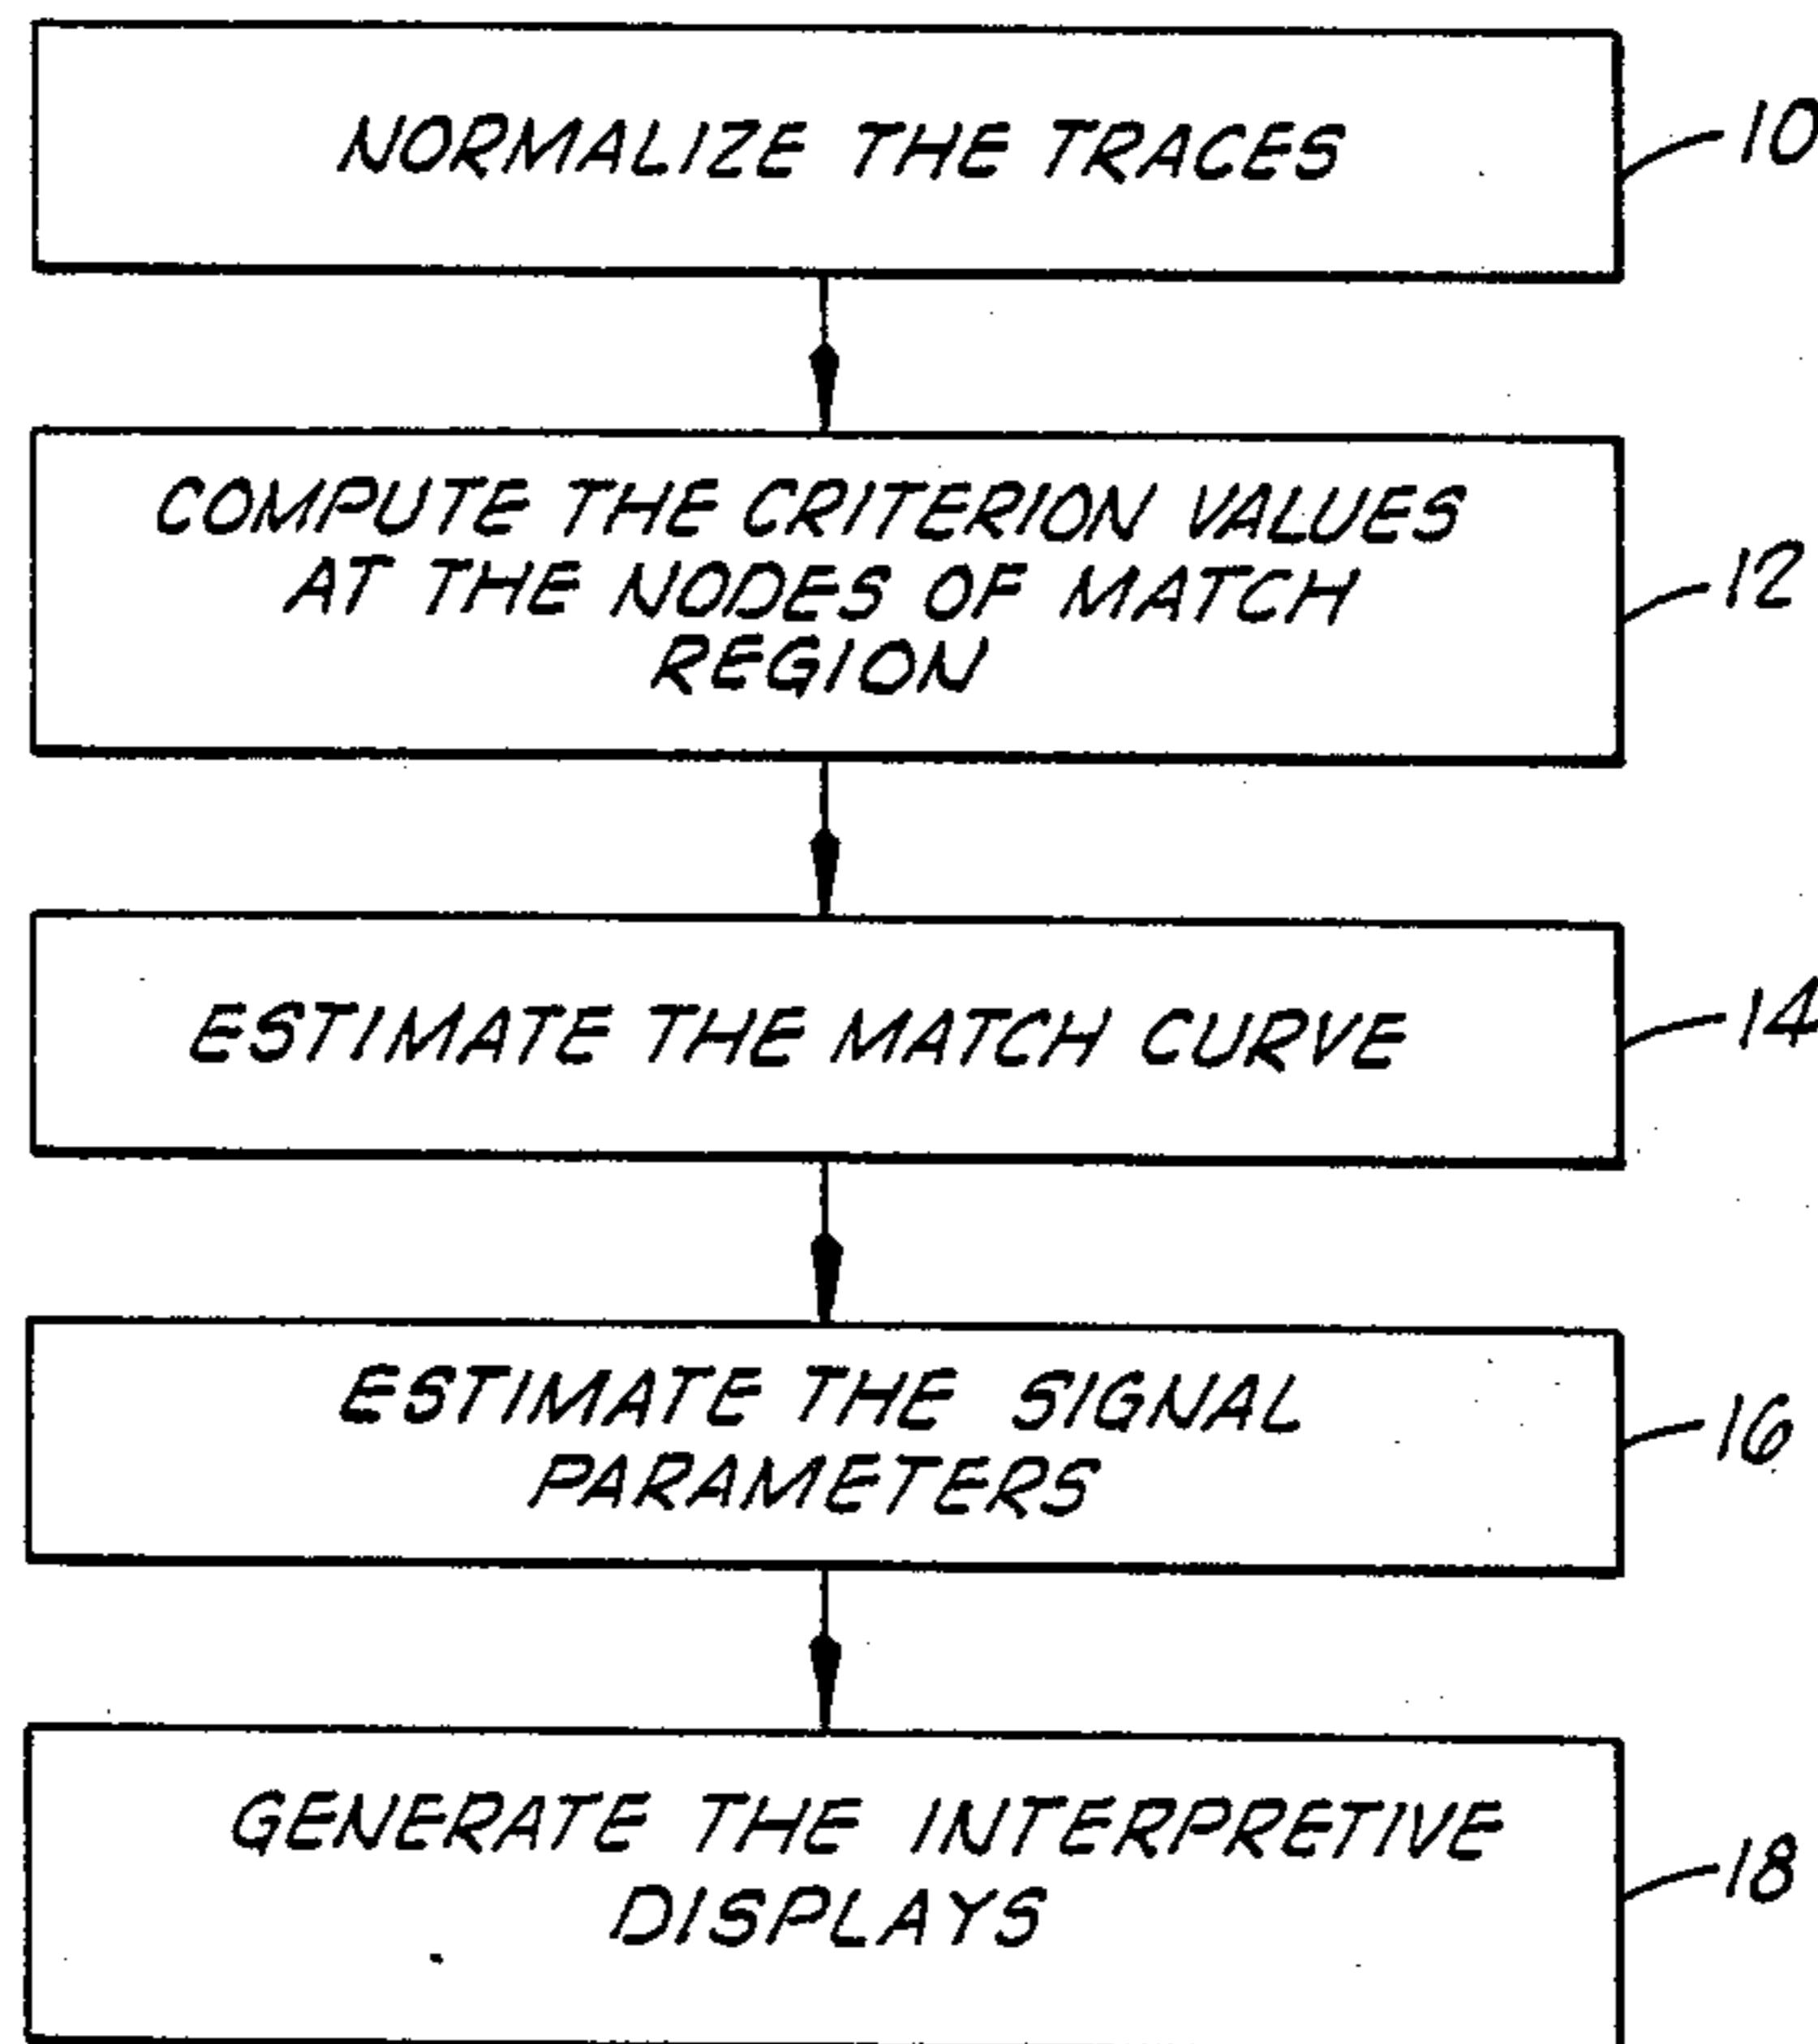 NORMALIZE THE TRACES
10
COMPUTE THE CRITERION VALUES
AT THE NODES OF MATCH
REGION
12
ESTIMATE THE MATCH CURVE
14
ESTIMATE THE SIGNAL
PARAMETERS
16
GENERATE THE INTERPRETIVE
DISPLAYS
18